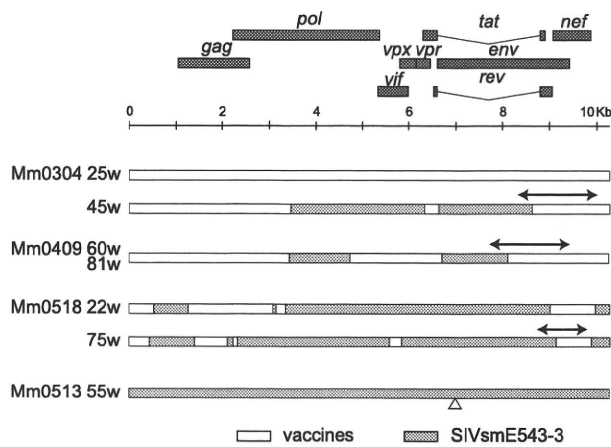 pol tat nef
gag vpx vpr env
vif rev
0 2 4 6 8 10Kb
Mm0304 25w
45w
Mm0409 60w
81w
Mm0518 22w
75w
Mm0513 55w
vaccines SIVsmE543-3